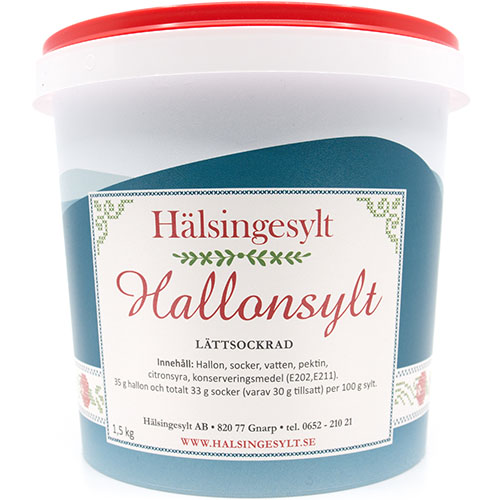 Hälsingesylt
Hallonsylt
LÄTTSOCKRAD
Innehåll: Hallon, socker, vatten, pektin,
citronsyra, konserveringsmedel (E202,E211).
35 g hallon och totalt 33 g socker (varav 30 g tillsatt) per 100 g sylt.
1,5 kg
Hälsingesylt AB • 820 77 Gnarp • tel. 0652 - 210 21
WWW.HALSINGESYLT.SE